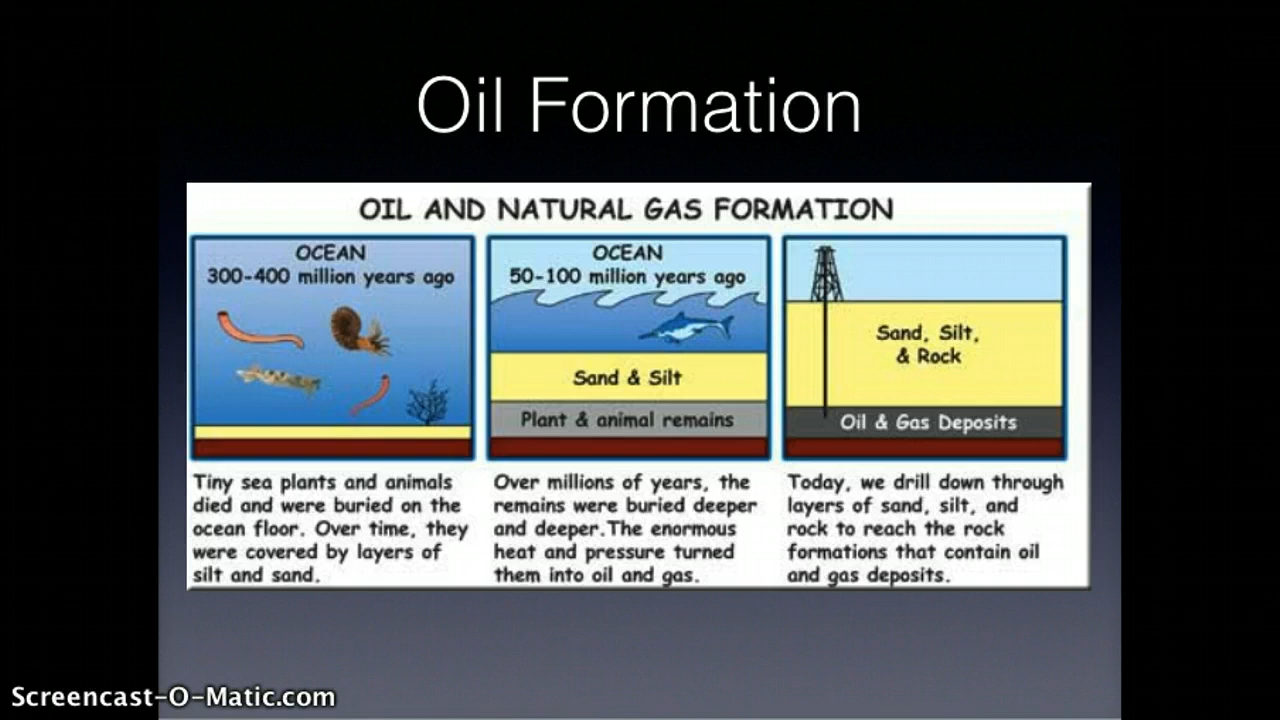 Oil Formation
OIL AND NATURAL GAS FORMATION
OCEAN
300-400 million years ago
Tiny sea plants and animals
died and were buried on the
ocean floor. Over time, they
were covered by layers of
silt and sand.
OCEAN
50-100 million years ago
Sand & Silt
Plant & animal remains
Over millions of years, the
remains were buried deeper
and deeper.The enormous
heat and pressure turned
them into oil and gas.
Sand, Silt,
& Rock
Oil & Gas Deposits
Today, we drill down through
layers of sand, silt, and
rock to reach the rock
formations that contain oil
and gas deposits.
Screencast-O-Matic.com